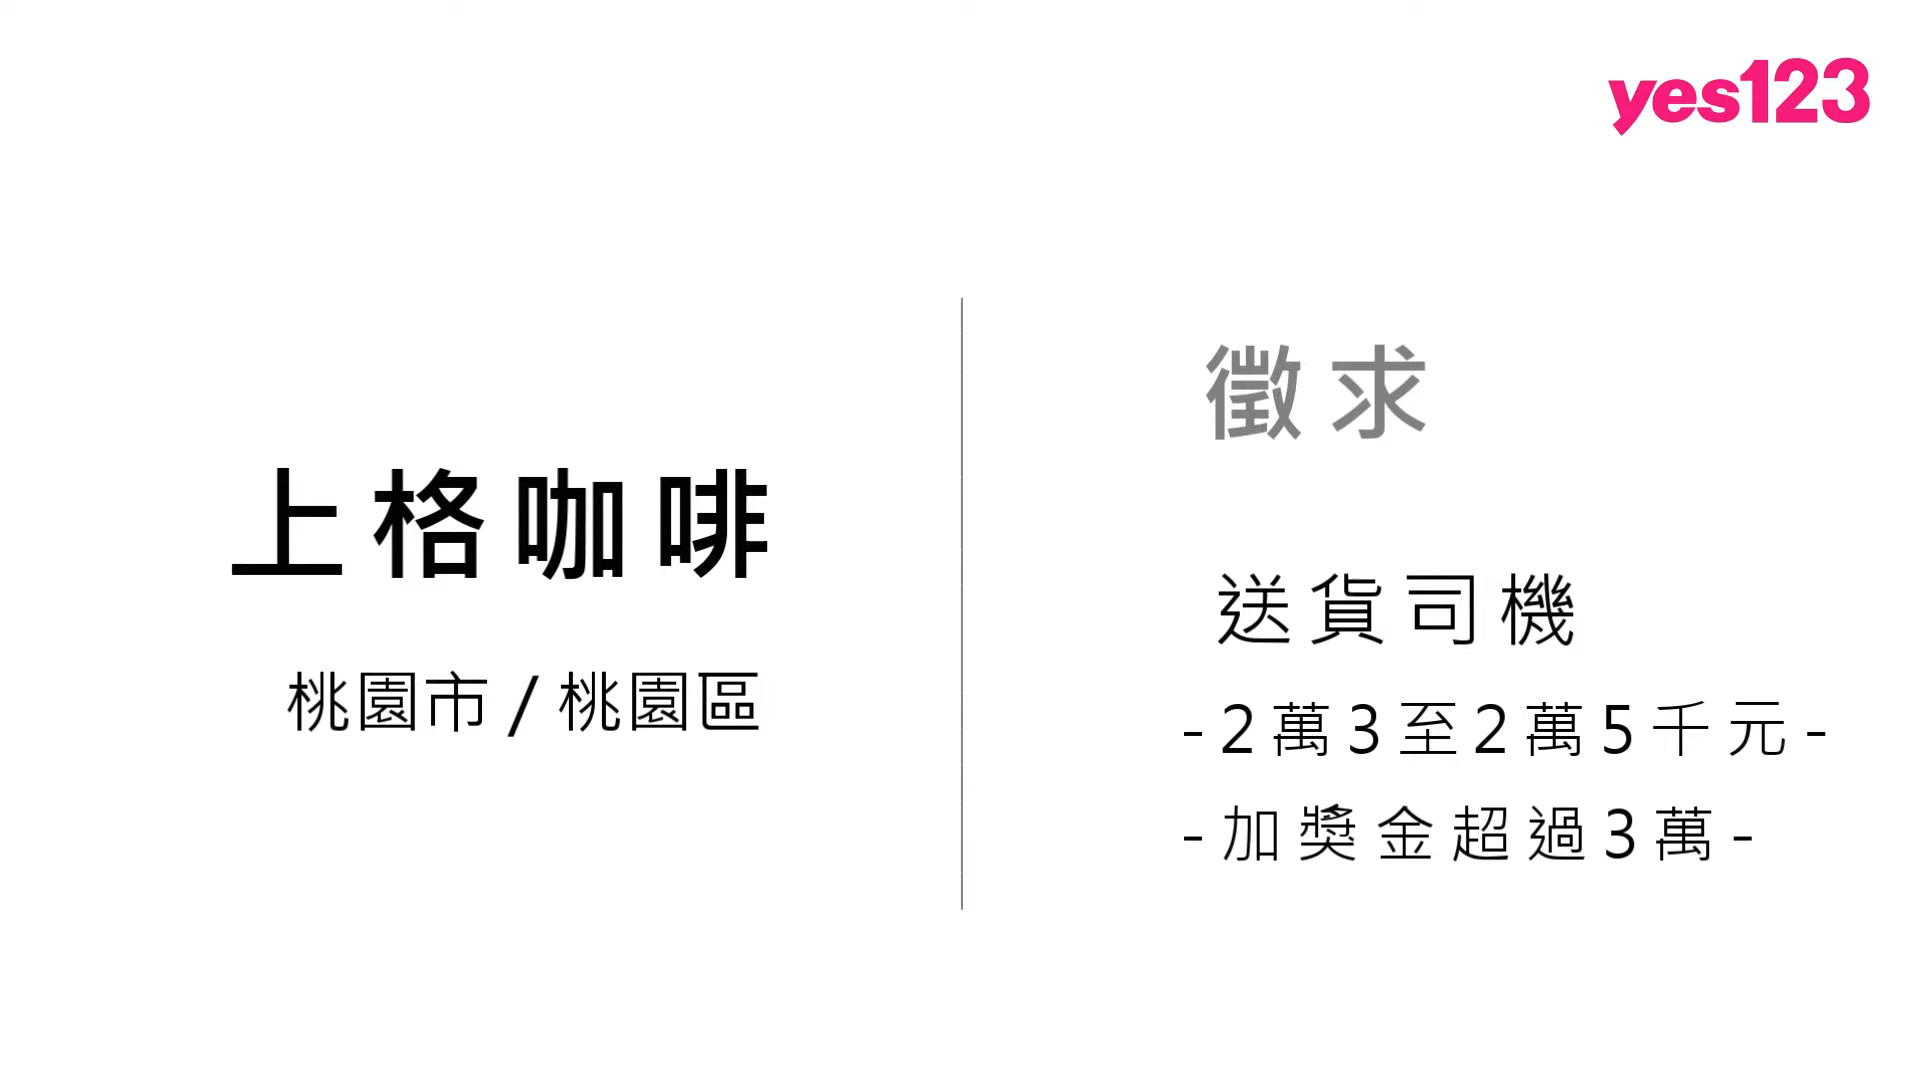 yes123
上格咖啡
桃園市/桃園區
徵求
送貨司機
-2萬3至2萬5千元-
-加獎金超過3萬-